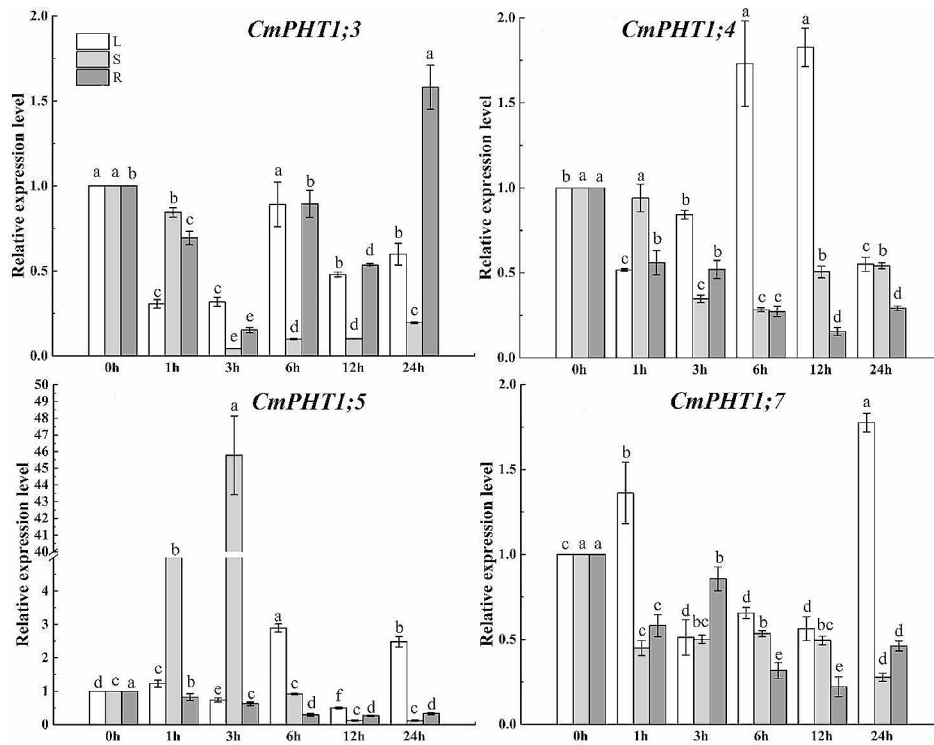 CmPHT1;3
Relative expression level
2.0
1.5
1.0
0.5
0.0
L
S
R
a a b
c b c
c e e
a d b
b d d
b c a
0h 1h 3h 6h 12h 24h
CmPHT1;4
Relative expression level
2.0
1.5
1.0
0.5
0.0
b a a
c a b
b c b
a c c
a b d
c b d
0h 1h 3h 6h 12h 24h
CmPHT1;5
Relative expression level
50
49
48
47
46
45
44
43
42
41
40
4
3
2
1
0
d c a
c b b
e a c
a c d
f c d
b c d
0h 1h 3h 6h 12h 24h
CmPHT1;7
Relative expression level
2.0
1.5
1.0
0.5
0.0
c a a
b c c
d bc b
d b e
d bc e
a d d
0h 1h 3h 6h 12h 24h